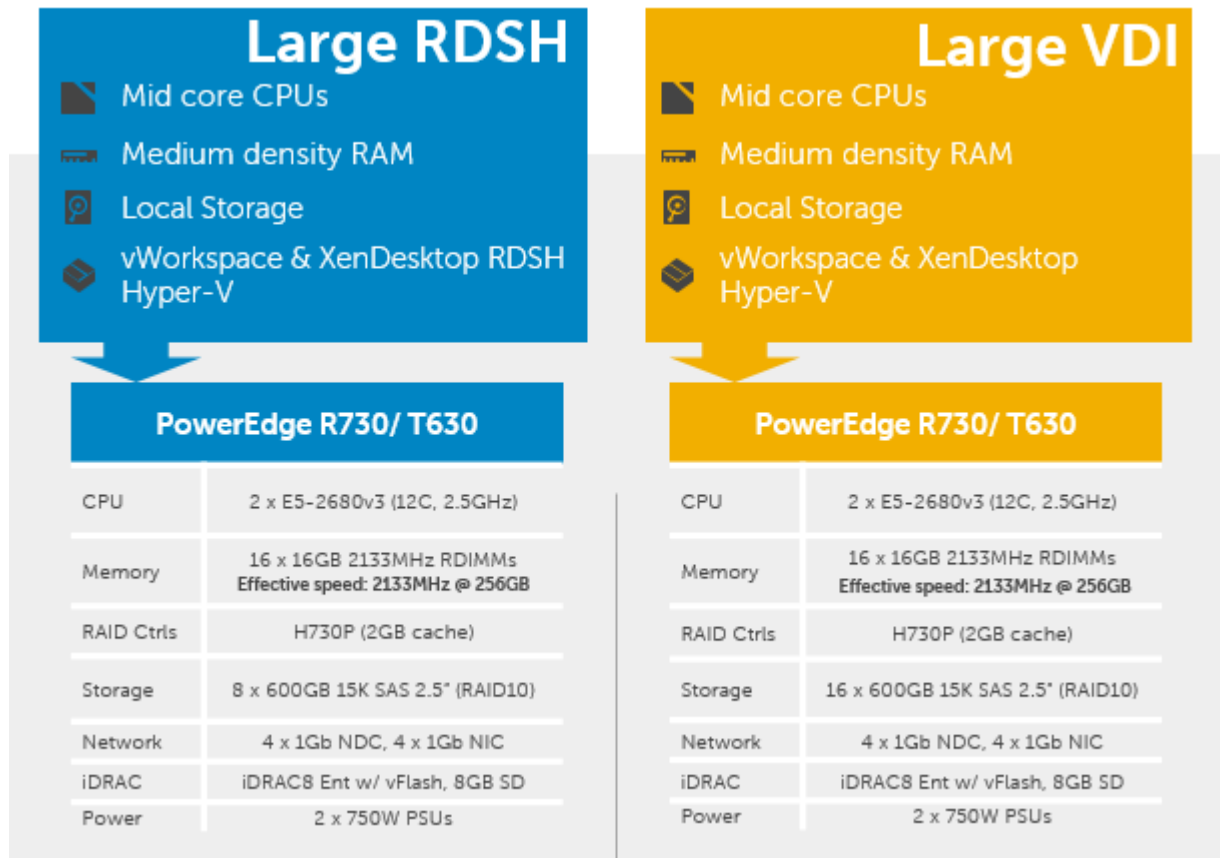 Large RDSH
Mid core CPUs
Medium density RAM
Local Storage
vWorkspace & XenDesktop RDSH
Hyper-V
PowerEdge R730/ T630
CPU 2 x E5-2680v3 (12C, 2.5GHz)
Memory 16 x 16GB 2133MHz RDIMMs
Effective speed: 2133MHz @ 256GB
RAID Ctrls H730P (2GB cache)
Storage 8 x 600GB 15K SAS 2.5" (RAID10)
Network 4 x 1Gb NDC, 4 x 1Gb NIC
iDRAC iDRAC8 Ent w/ vFlash, 8GB SD
Power 2 x 750W PSUs
Large VDI
Mid core CPUs
Medium density RAM
Local Storage
vWorkspace & XenDesktop
Hyper-V
PowerEdge R730/ T630
CPU 2 x E5-2680v3 (12C, 2.5GHz)
Memory 16 x 16GB 2133MHz RDIMMs
Effective speed: 2133MHz @ 256GB
RAID Ctrls H730P (2GB cache)
Storage 16 x 600GB 15K SAS 2.5" (RAID10)
Network 4 x 1Gb NDC, 4 x 1Gb NIC
iDRAC iDRAC8 Ent w/ vFlash, 8GB SD
Power 2 x 750W PSUs